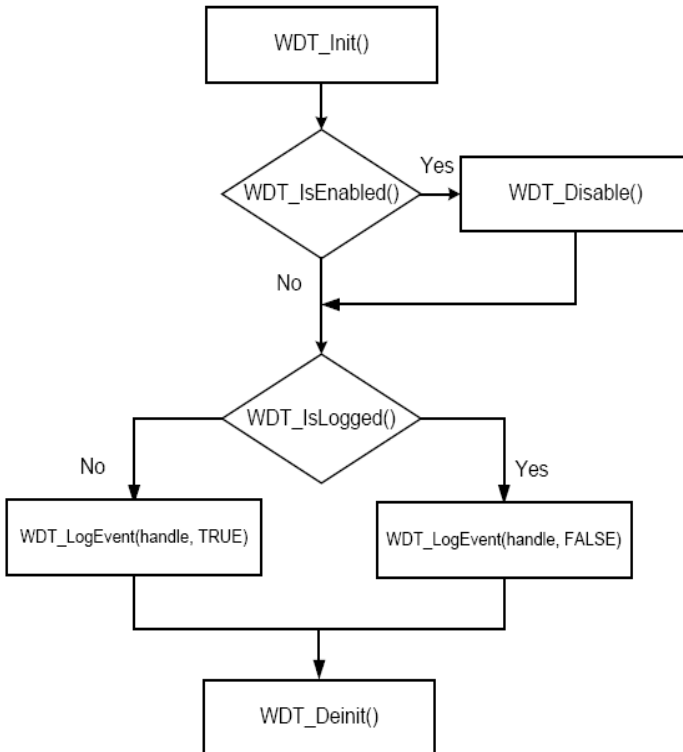 WDT_Init()
Yes
WDT_IsEnabled()
WDT_Disable()
No
WDT_IsLogged()
No
Yes
WDT_LogEvent(handle, TRUE)
WDT_LogEvent(handle, FALSE)
WDT_Deinit()